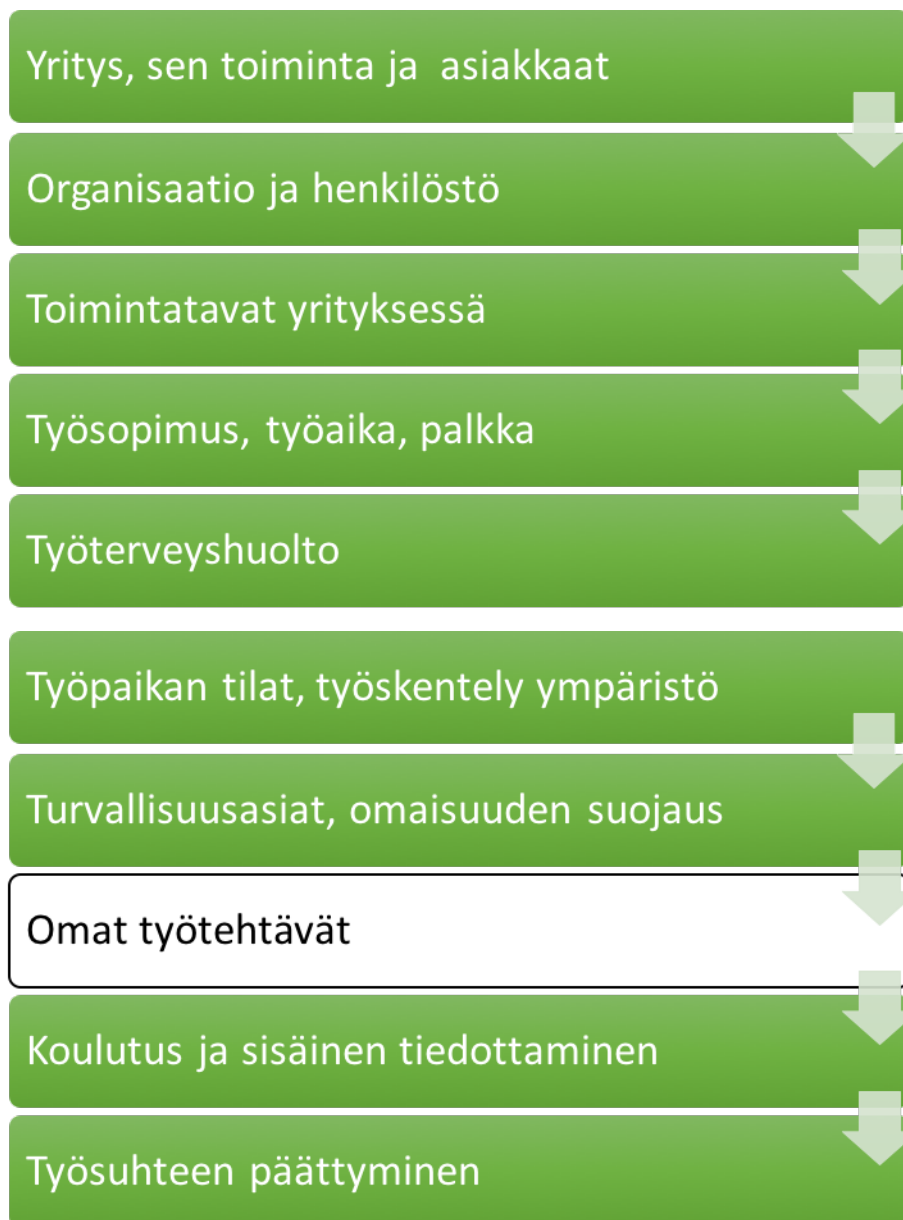 Yritys, sen toiminta ja asiakkaat
Organisaatio ja henkilöstö
Toimintatavat yrityksessä
Työsopimus, työaika, palkka
Työterveyshuolto
Työpaikan tilat, työskentely ympäristö
Turvallisuusasiat, omaisuuden suojaus
Omat työtehtävät
Koulutus ja sisäinen tiedottaminen
Työsuhteen päättyminen